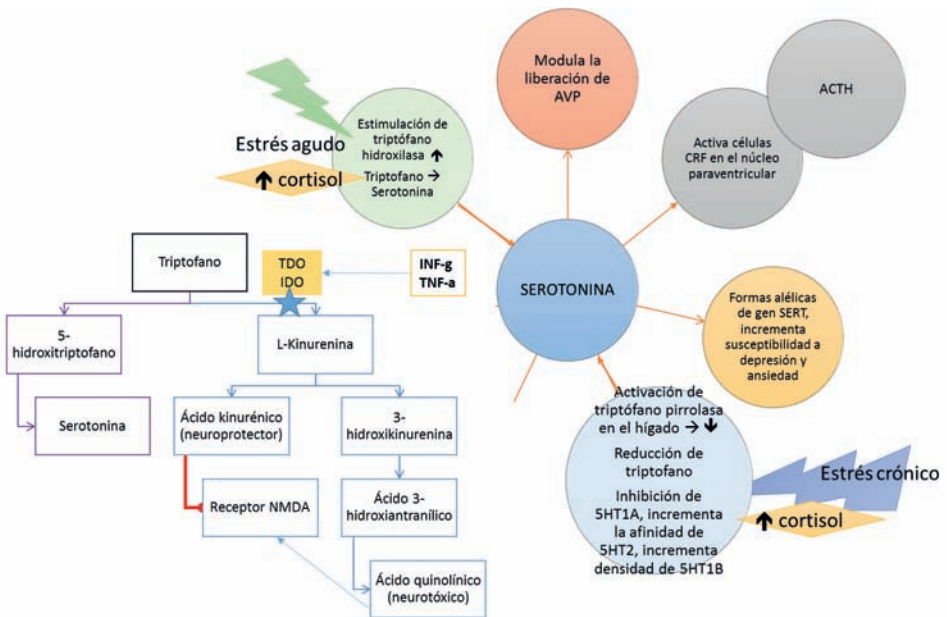 Modula la
liberación de
AVP
ACTH
Activa células
CRF en el núcleo
paraventricular
Estimulación de
triptófano
hidroxilasa ↑
Triptofano →
Serotonina
Estrés agudo
↑ cortisol
SEROTONINA
Formas alélicas
de gen SERT,
incrementa
susceptibilidad a
depresión y
ansiedad
Activación de
triptófano pirrolasa
en el hígado → ↓
Reducción de
triptofano
Inhibición de
5HT1A, incrementa
la afinidad de
5HT2, incrementa
densidad de 5HT1B
Estrés crónico
↑ cortisol
Triptofano
TDO
IDO
INF-g
TNF-a
5-
hidroxitriptofano
L-Kinurenina
Serotonina
Ácido kinurénico
(neuroprotector)
3-
hidroxikinurenina
Receptor NMDA
Ácido 3-
hidroxiantranílico
Ácido quinolínico
(neurotóxico)